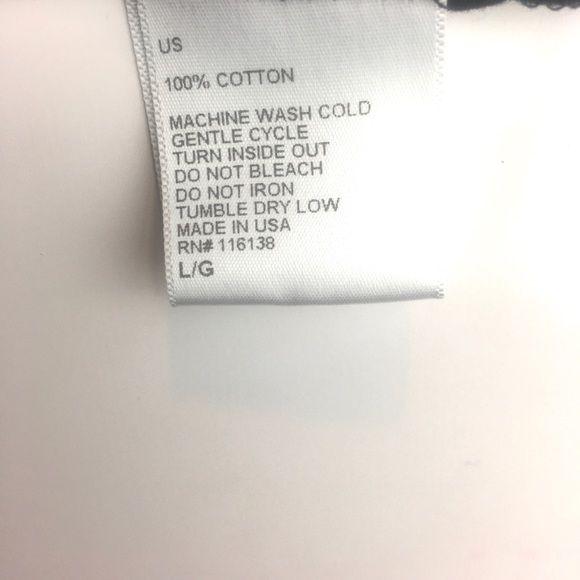 US
100% COTTON
MACHINE WASH COLD
GENTLE CYCLE
TURN INSIDE OUT
DO NOT BLEACH
DO NOT IRON
TUMBLE DRY LOW
MADE IN USA
RN# 116138
L/G